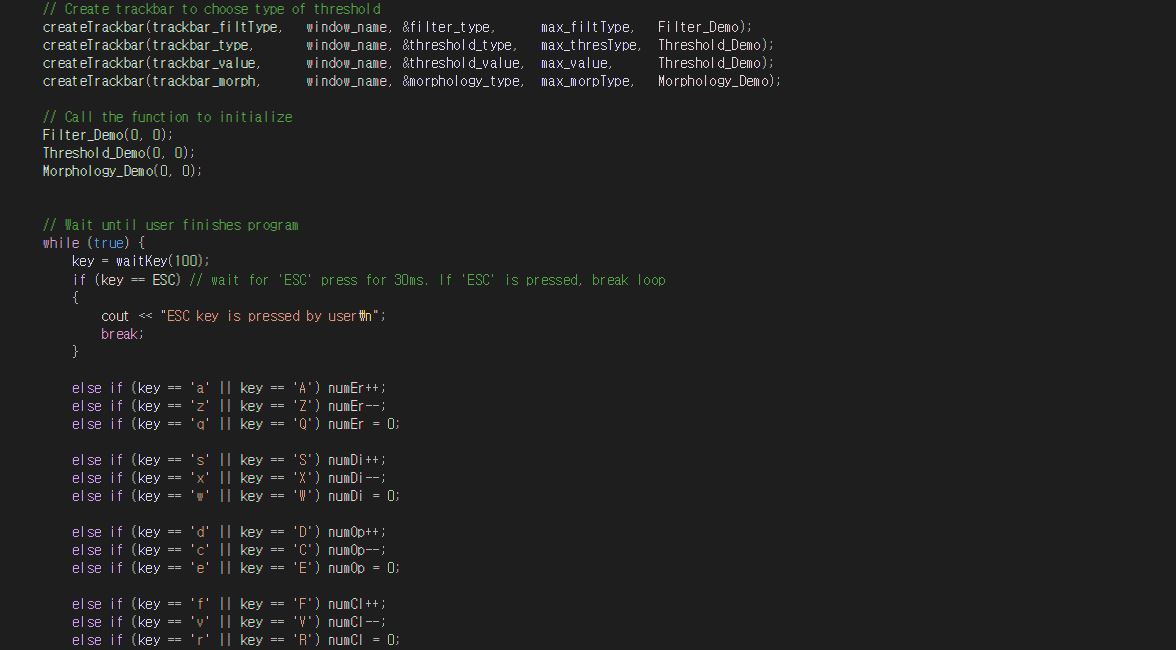 // Create trackbar to choose type of threshold
createTrackbar(trackbar_filtType,   window_name, &filter_type,      max_filtType,   Filter_Demo);
createTrackbar(trackbar_type,       window_name, &threshold_type,   max_thresType,  Threshold_Demo);
createTrackbar(trackbar_value,      window_name, &threshold_value,  max_value,      Threshold_Demo);
createTrackbar(trackbar_morph,      window_name, &morphology_type,  max_morpType,   Morphology_Demo);
// Call the function to initialize
Filter_Demo(0, 0);
Threshold_Demo(0, 0);
Morphology_Demo(0, 0);
// Wait until user finishes program
while (true) {
key = waitKey(100);
if (key == ESC) // wait for 'ESC' press for 30ms. If 'ESC' is pressed, break loop
{
cout << "ESC key is pressed by user₩n";
break;
}
else if (key == 'a' || key == 'A') numEr++;
else if (key == 'z' || key == 'Z') numEr--;
else if (key == 'q' || key == 'Q') numEr = 0;
else if (key == 's' || key == 'S') numDi++;
else if (key == 'x' || key == 'X') numDi--;
else if (key == 'w' || key == 'W') numDi = 0;
else if (key == 'd' || key == 'D') numOp++;
else if (key == 'c' || key == 'C') numOp--;
else if (key == 'e' || key == 'E') numOp = 0;
else if (key == 'f' || key == 'F') numCl++;
else if (key == 'v' || key == 'V') numCl--;
else if (key == 'r' || key == 'R') numCl = 0;